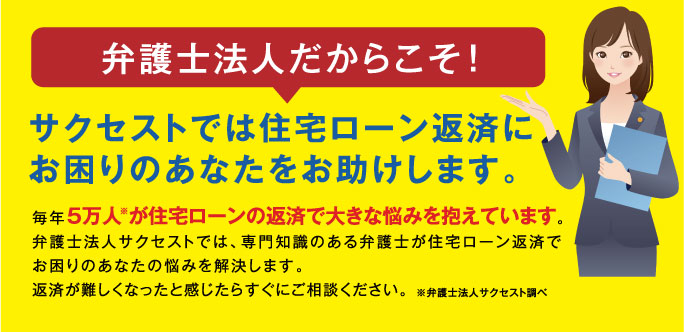 弁護士法人だからこそ！
サクセストでは住宅ローン返済に
お困りのあなたをお助けします。
毎年5万人※が住宅ローンの返済で大きな悩みを抱えています。
弁護士法人サクセストでは、専門知識のある弁護士が住宅ローン返済で
お困りのあなたの悩みを解決します。
返済が難しくなったと感じたらすぐにご相談ください。 ※弁護士法人サクセスト調べ